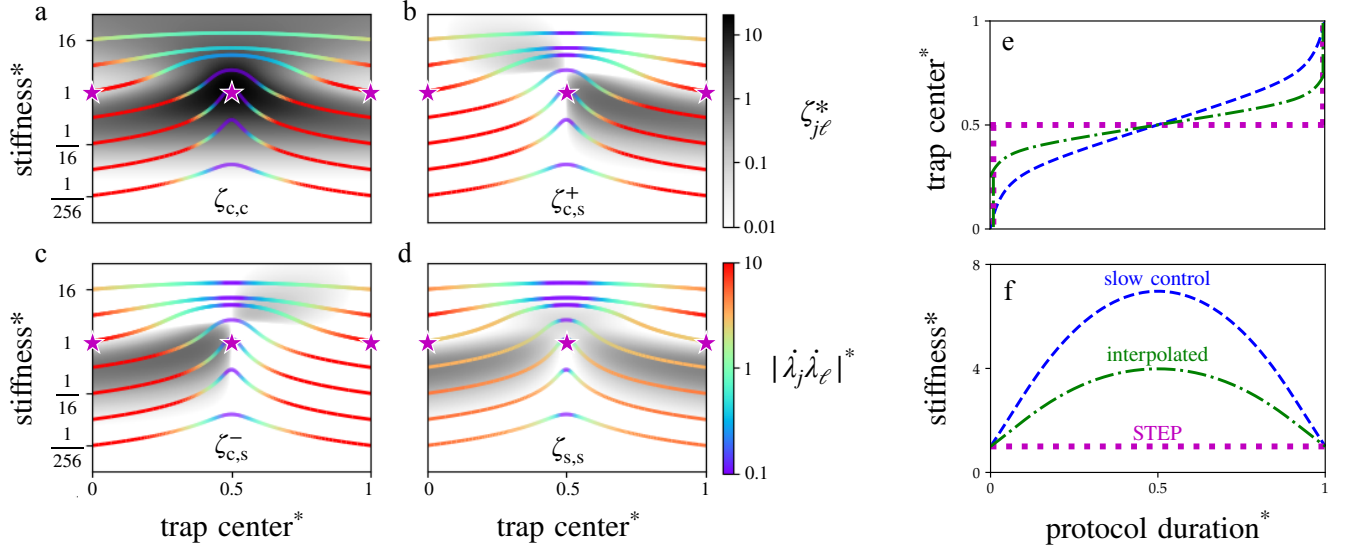 a
stiffness*
16
1
1/16
1/256
ζc,c
b
ζ⁺c,s
10
1
0.1
0.01
ζ*jℓ
c
stiffness*
16
1
1/16
1/256
ζ⁻c,s
0
0.5
1
trap center*
d
ζs,s
0
0.5
1
trap center*
10
1
0.1
|λ̇jλ̇ℓ|*
e
trap center*
1
0.5
0
f
stiffness*
8
4
0
slow control
interpolated
STEP
0
0.5
1
protocol duration*